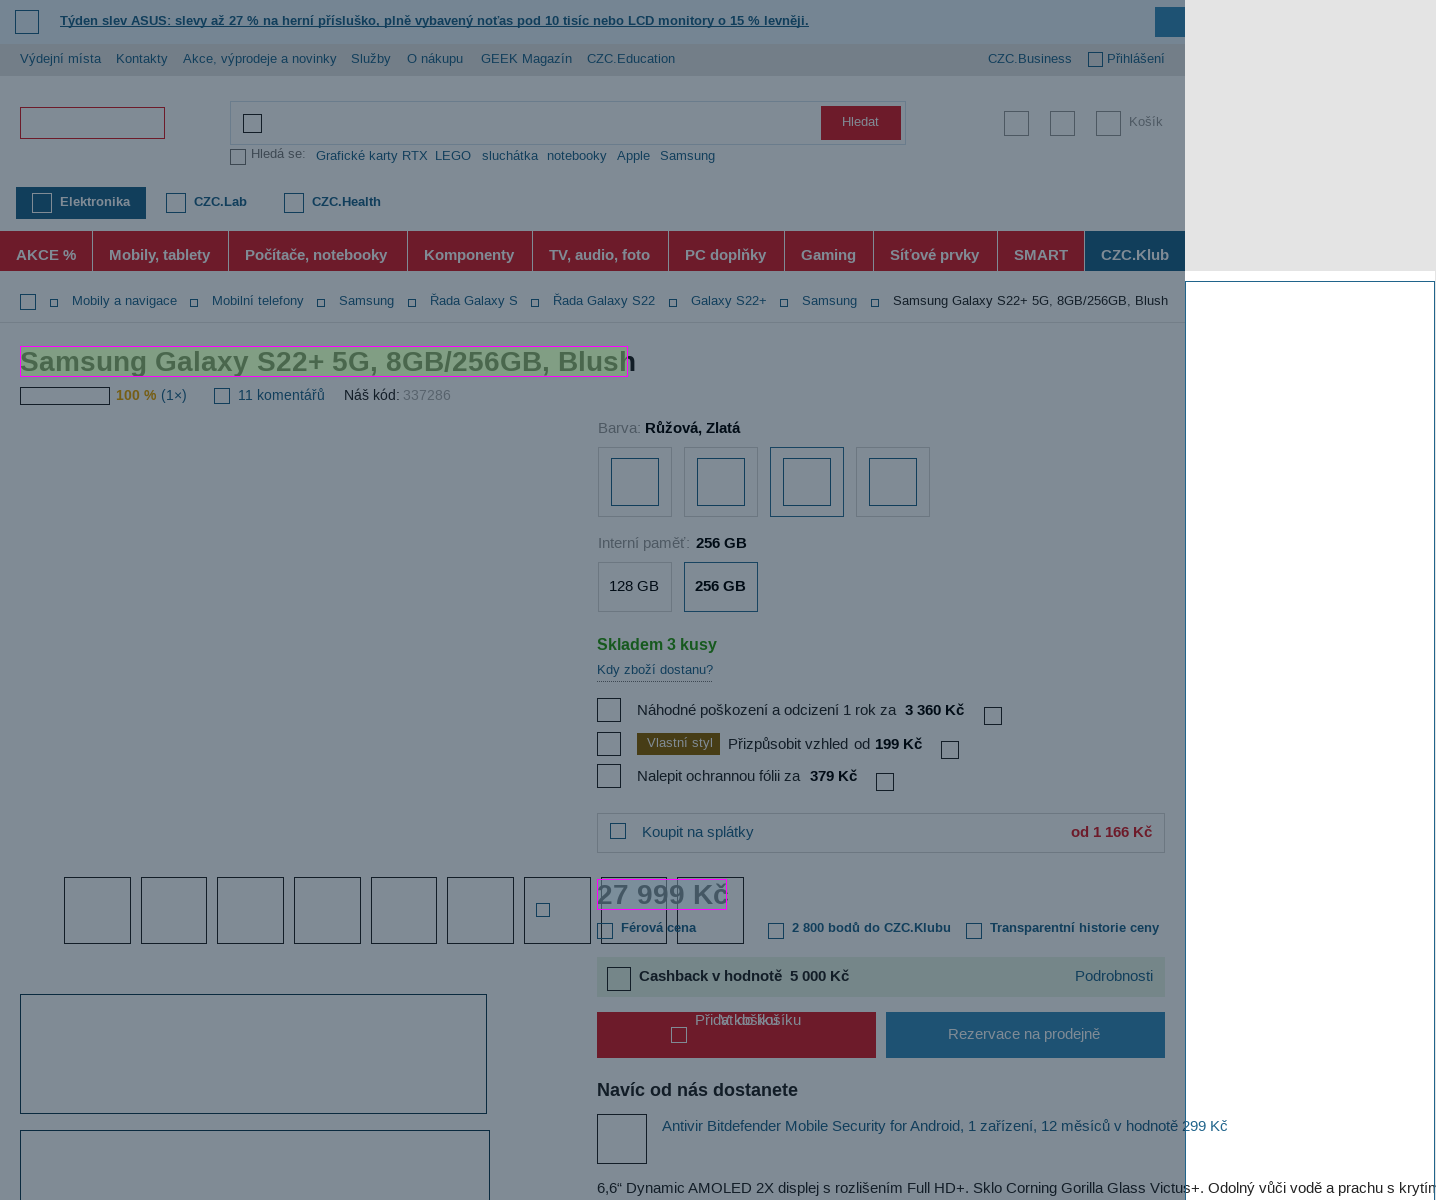 Týden slev ASUS: slevy až 27 % na herní přísluško, plně vybavený noťas pod 10 tisíc nebo LCD monitory o 15 % levněji.
Výdejní místa Kontakty Akce, výprodeje a novinky Služby O nákupu GEEK Magazín CZC.Education CZC.Business Přihlášení
Hledat Košík
Hledá se: Grafické karty RTX LEGO sluchátka notebooky Apple Samsung
Elektronika CZC.Lab CZC.Health
AKCE % Mobily, tablety Počítače, notebooky Komponenty TV, audio, foto PC doplňky Gaming Síťové prvky SMART CZC.Klub
Mobily a navigace Mobilní telefony Samsung Řada Galaxy S Řada Galaxy S22 Galaxy S22+ Samsung Samsung Galaxy S22+ 5G, 8GB/256GB, Blush
Samsung Galaxy S22+ 5G, 8GB/256GB, Blush
100 % (1×) 11 komentářů Náš kód: 337286
Barva: Růžová, Zlatá
Interní paměť: 256 GB
128 GB 256 GB
Skladem 3 kusy
Kdy zboží dostanu?
Náhodné poškození a odcizení 1 rok za 3 360 Kč
Vlastní styl Přizpůsobit vzhled od 199 Kč
Nalepit ochrannou fólii za 379 Kč
Koupit na splátky od 1 166 Kč
27 999 Kč
Férová cena 2 800 bodů do CZC.Klubu Transparentní historie ceny
Cashback v hodnotě 5 000 Kč Podrobnosti
Přidat do košíku V košíku
Rezervace na prodejně
Navíc od nás dostanete
Antivir Bitdefender Mobile Security for Android, 1 zařízení, 12 měsíců v hodnotě 299 Kč
6,6“ Dynamic AMOLED 2X displej s rozlišením Full HD+. Sklo Corning Gorilla Glass Victus+. Odolný vůči vodě a prachu s krytím